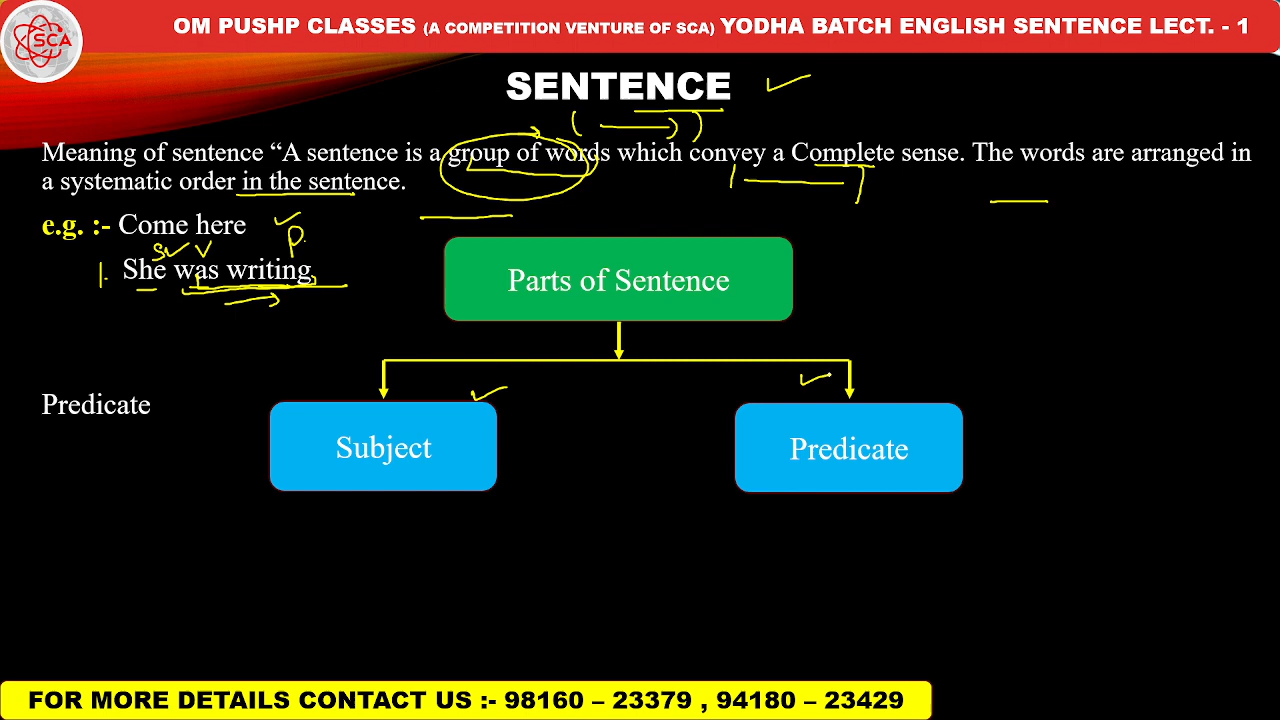 OM PUSHP CLASSES (A COMPETITION VENTURE OF SCA) YODHA BATCH ENGLISH SENTENCE LECT. - 1
SCA
SENTENCE
Meaning of sentence “A sentence is a group of words which convey a Complete sense. The words are arranged in
a systematic order in the sentence.
e.g. :- Come here
S V P.
1. She was writing
Parts of Sentence
Predicate
Subject
Predicate
FOR MORE DETAILS CONTACT US :- 98160 – 23379 , 94180 – 23429